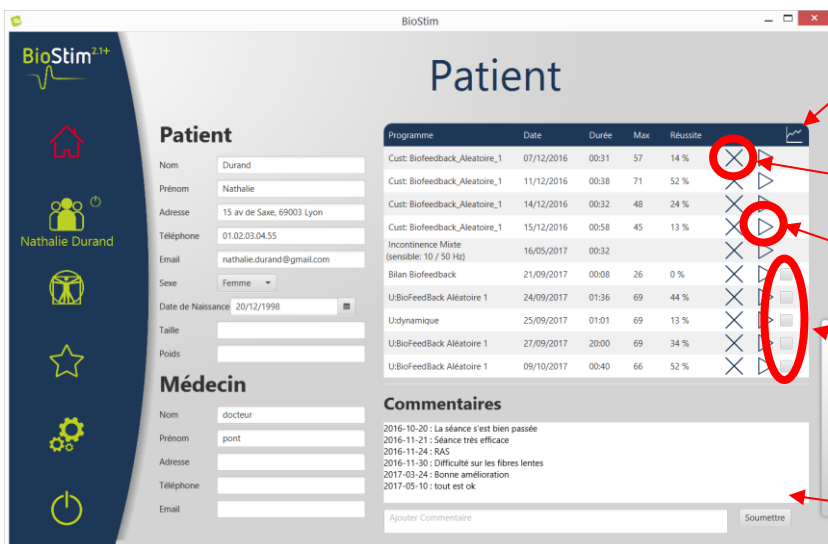 BioStim
BioStim 2.1+
Patient
Nathalie Durand
Patient
Nom Durand
Prénom Nathalie
Adresse 15 av de Saxe, 69003 Lyon
Téléphone 01.02.03.04.55
Email nathalie.durand@gmail.com
Sexe Femme
Date de Naissance 20/12/1998
Taille
Poids
Médecin
Nom docteur
Prénom pont
Adresse
Téléphone
Email
Programme Date Durée Max Réussite
Cust: Biofeedback_Aleatoire_1 07/12/2016 00:31 57 14 %
Cust: Biofeedback_Aleatoire_1 11/12/2016 00:38 71 52 %
Cust: Biofeedback_Aleatoire_1 14/12/2016 00:32 48 24 %
Cust: Biofeedback_Aleatoire_1 15/12/2016 00:58 45 13 %
Incontinence Mixte
(sensible: 10 / 50 Hz) 16/05/2017 00:32
Bilan Biofeedback 21/09/2017 00:08 26 0 %
U:BioFeedBack Aléatoire 1 24/09/2017 01:36 69 44 %
U:dynamique 25/09/2017 01:01 69 13 %
U:BioFeedBack Aléatoire 1 27/09/2017 20:00 69 34 %
U:BioFeedBack Aléatoire 1 09/10/2017 00:40 66 52 %
Commentaires
2016-10-20 : La séance s'est bien passée
2016-11-21 : Séance très efficace
2016-11-24 : RAS
2016-11-30 : Difficulté sur les fibres lentes
2017-03-24 : Bonne amélioration
2017-05-10 : tout est ok
Ajouter Commentaire
Soumettre